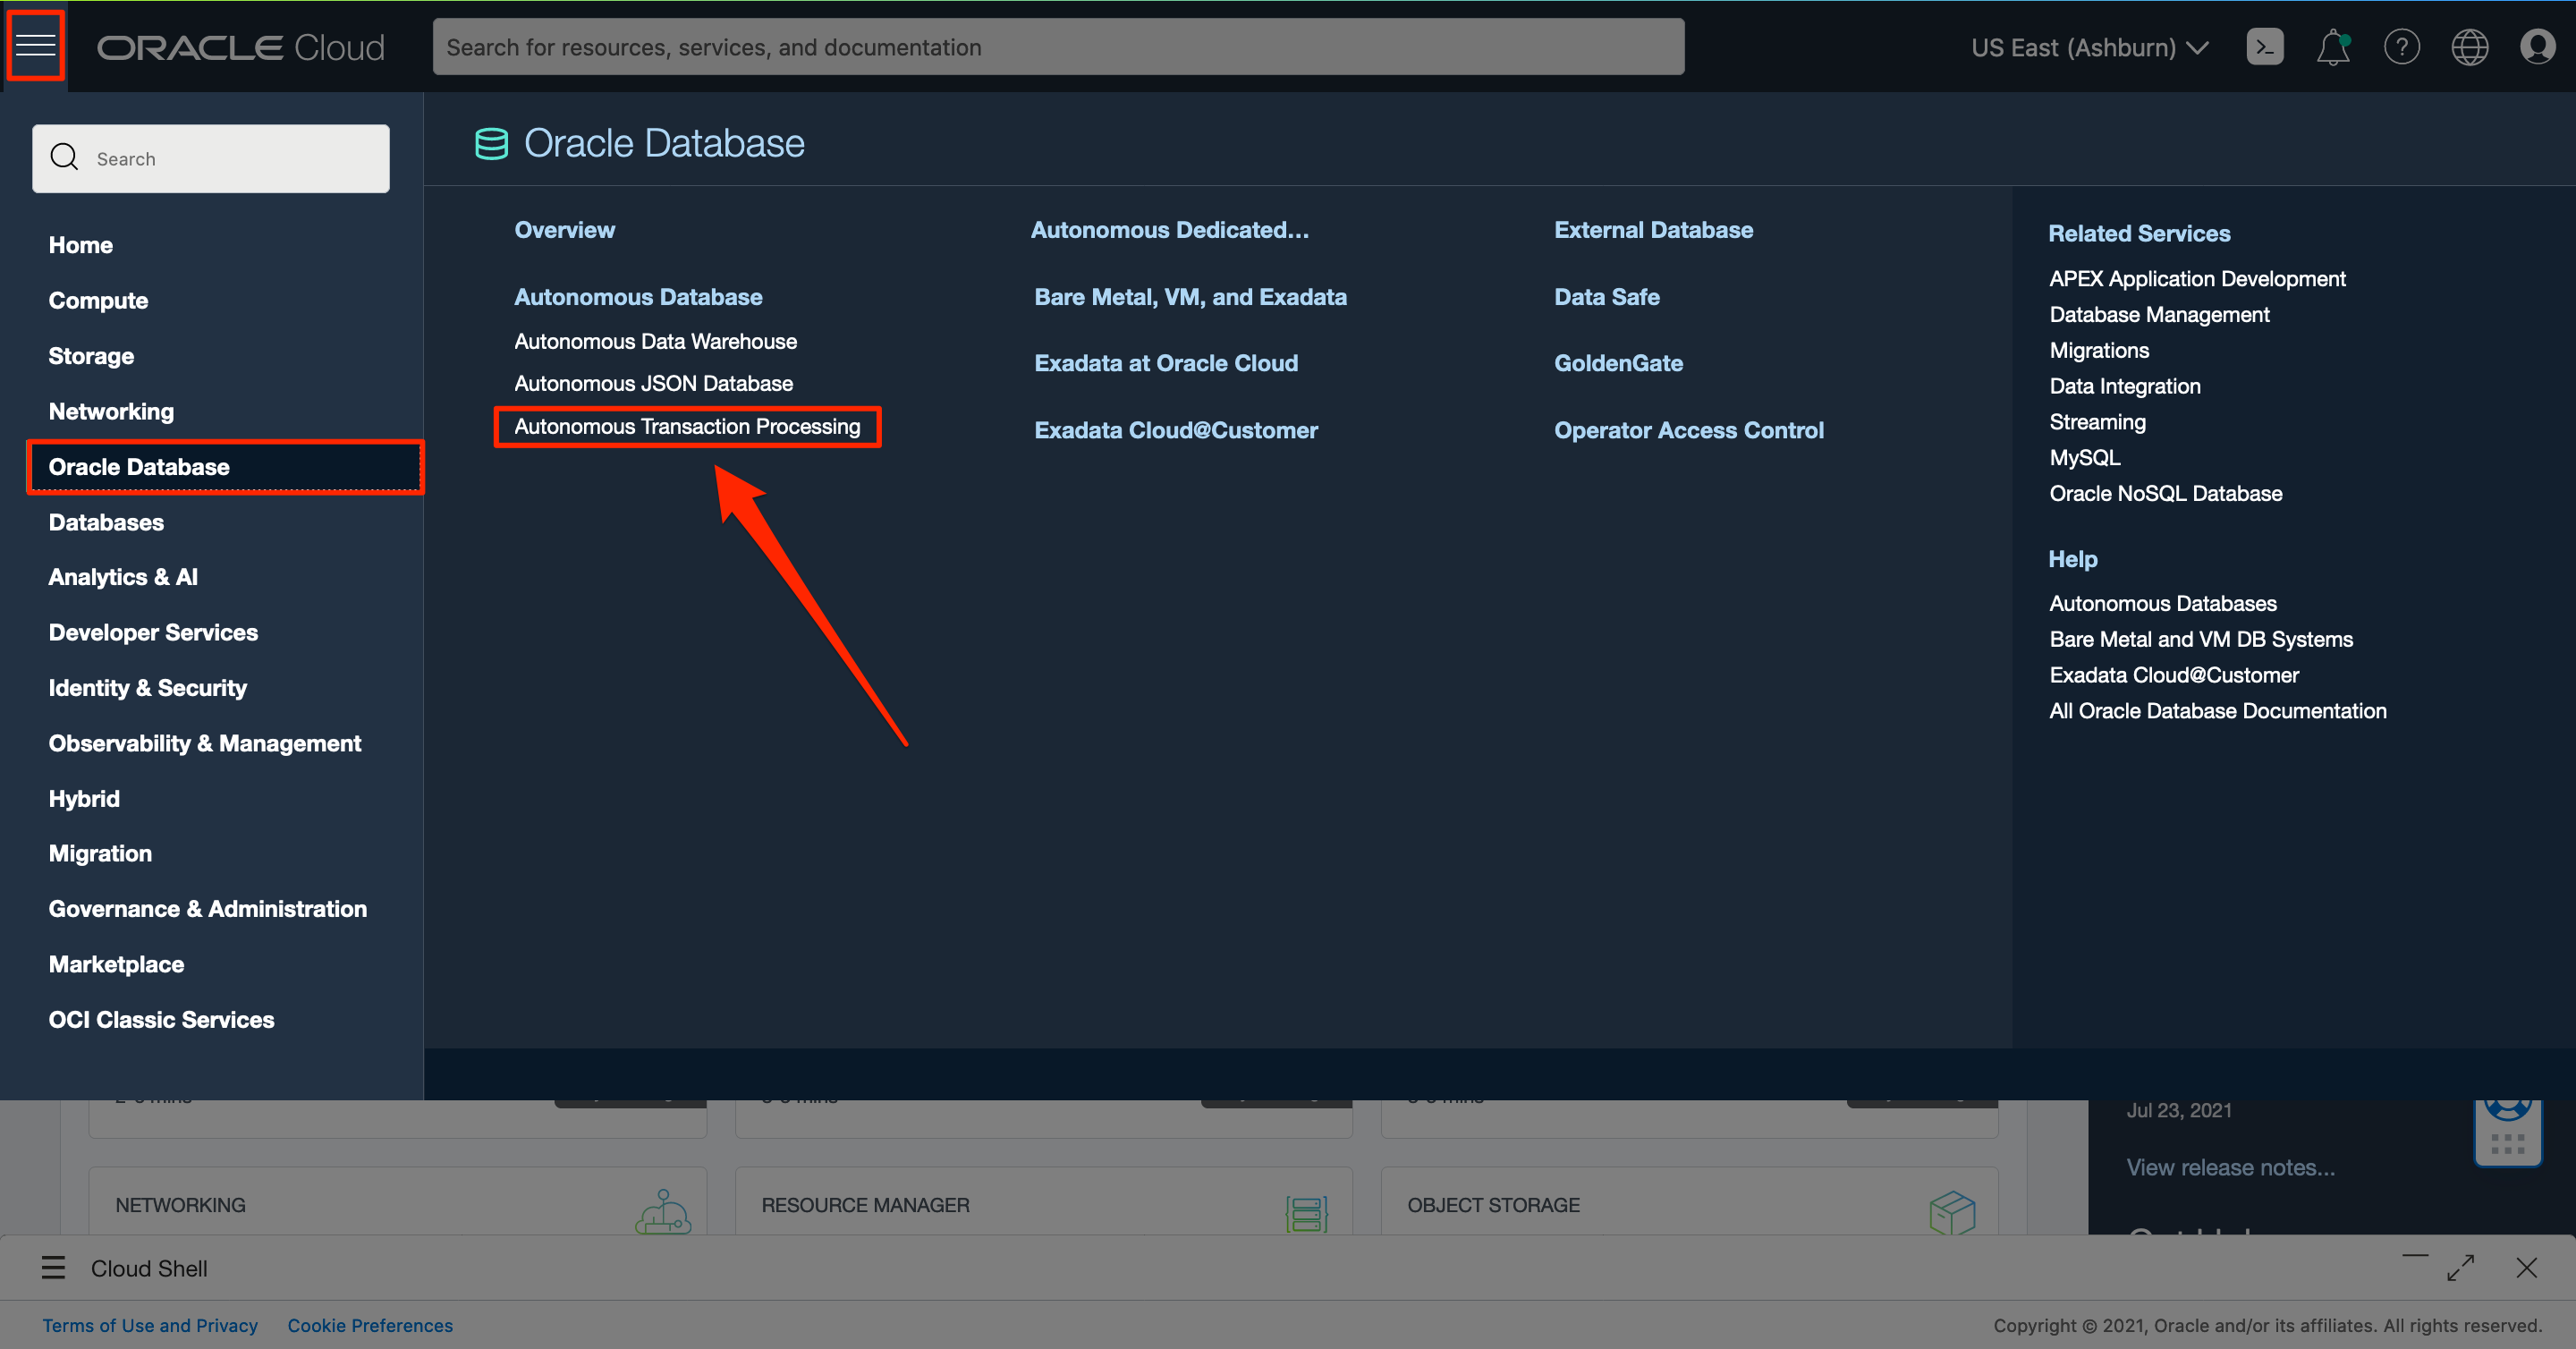 ORACLE Cloud
Search for resources, services, and documentation
US East (Ashburn)
Search
Home
Compute
Storage
Networking
Oracle Database
Databases
Analytics & AI
Developer Services
Identity & Security
Observability & Management
Hybrid
Migration
Governance & Administration
Marketplace
OCI Classic Services
Oracle Database
Overview
Autonomous Database
Autonomous Data Warehouse
Autonomous JSON Database
Autonomous Transaction Processing
Autonomous Dedicated...
Bare Metal, VM, and Exadata
Exadata at Oracle Cloud
Exadata Cloud@Customer
External Database
Data Safe
GoldenGate
Operator Access Control
Related Services
APEX Application Development
Database Management
Migrations
Data Integration
Streaming
MySQL
Oracle NoSQL Database
Help
Autonomous Databases
Bare Metal and VM DB Systems
Exadata Cloud@Customer
All Oracle Database Documentation
Jul 23, 2021
View release notes...
NETWORKING
RESOURCE MANAGER
OBJECT STORAGE
Cloud Shell
Terms of Use and Privacy
Cookie Preferences
Copyright © 2021, Oracle and/or its affiliates. All rights reserved.